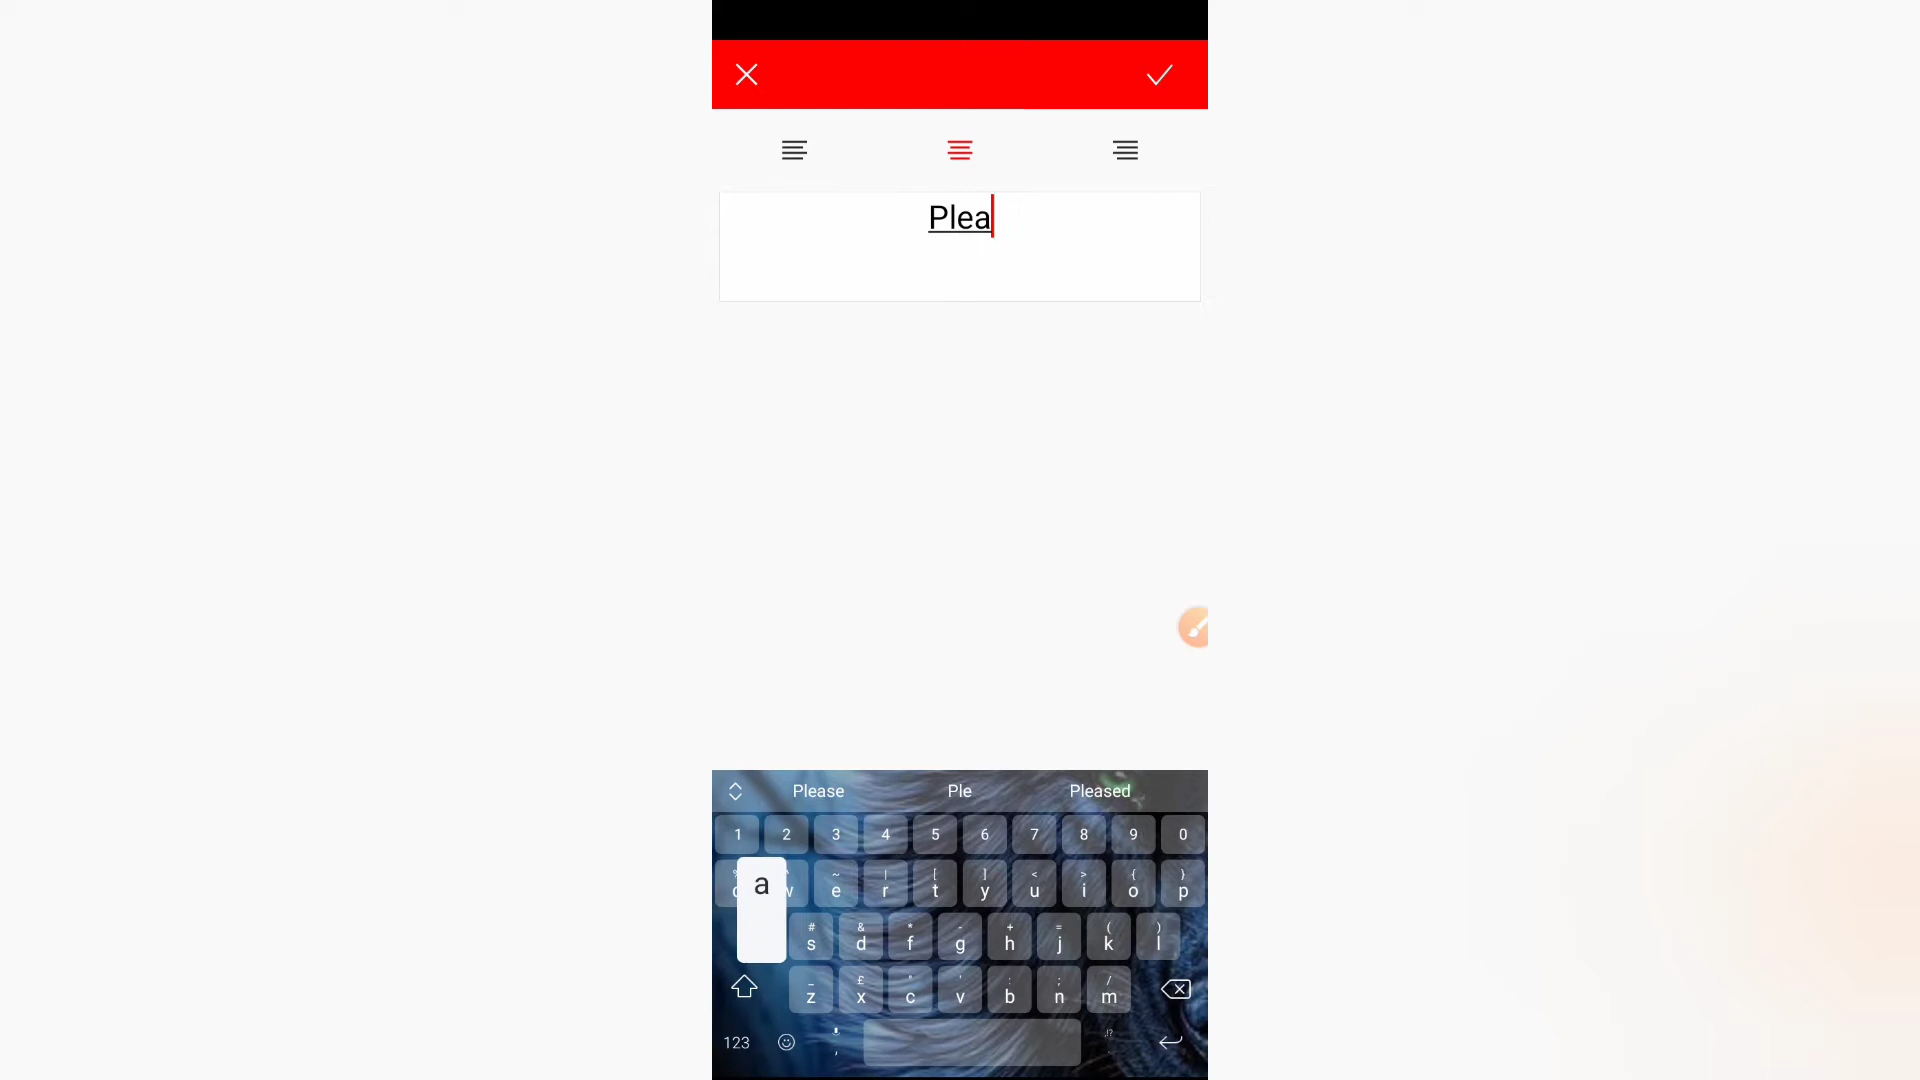 Plea
Please Ple Pleased
1 2 3 4 5 6 7 8 9 0
% ^ ~ | [ ] < > { }
e r t y u i o p
a
# & * - + = ( )
s d f g h j k l
_ £ " ' : ; /
z x c v b n m
,!?
123 ,